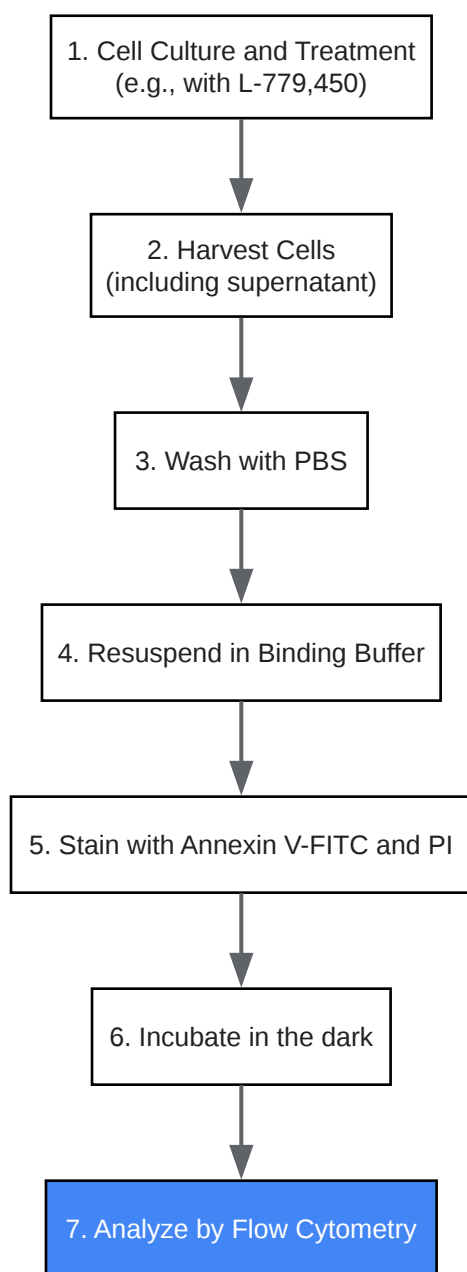 1. Cell Culture and Treatment
(e.g., with L-779,450)
2. Harvest Cells
(including supernatant)
3. Wash with PBS
4. Resuspend in Binding Buffer
5. Stain with Annexin V-FITC and PI
6. Incubate in the dark
7. Analyze by Flow Cytometry